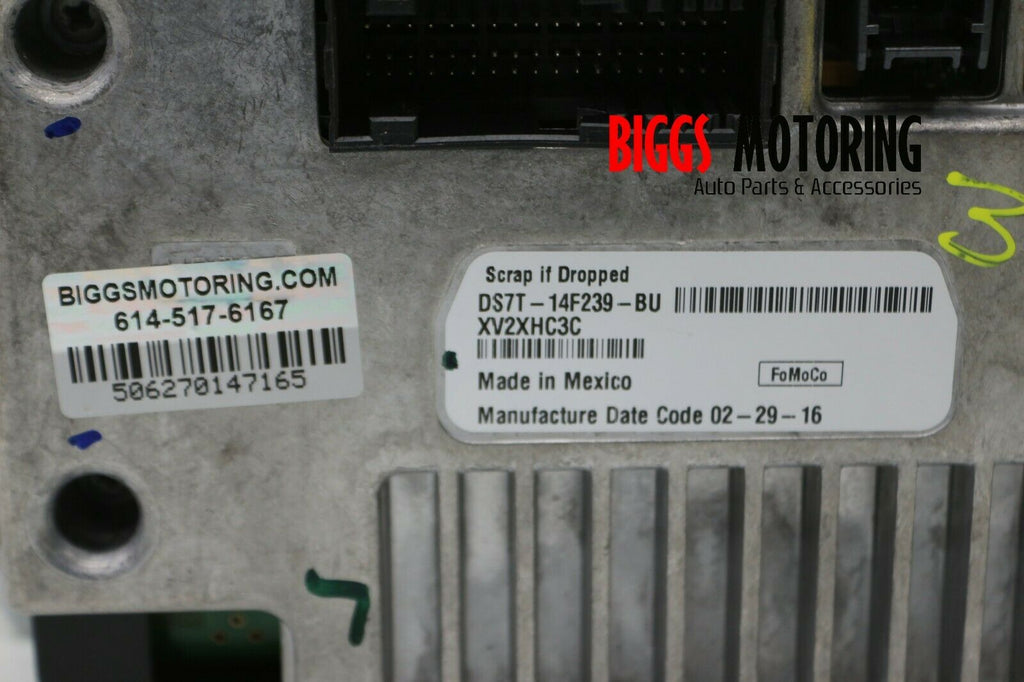 BIGGS MOTORING
Auto Parts & Accessories
BIGGSMOTORING.COM
614-517-6167
506270147165
Scrap if Dropped
DS7T-14F239-BU
XV2XHC3C
Made in Mexico
FoMoCo
Manufacture Date Code 02-29-16